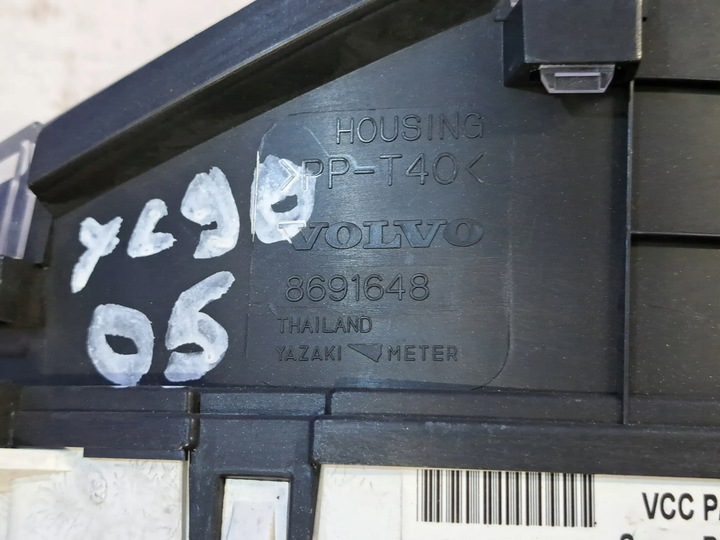 HOUSING
>PP-T40<
VOLVO
8691648
THAILAND
YAZAKI METER
XC90
05
VCC P